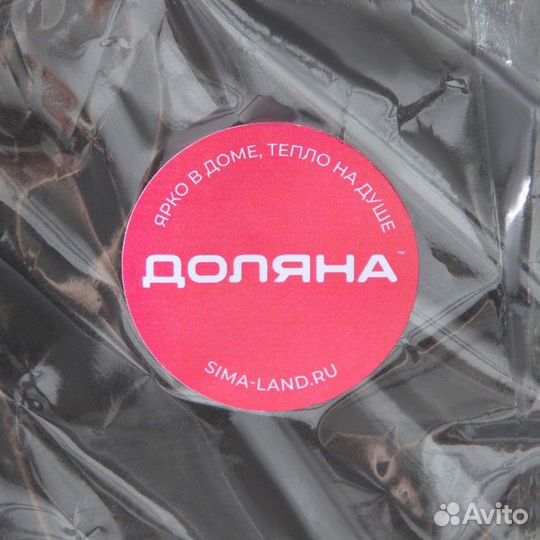 ЯРКО В ДОМЕ, ТЕПЛО НА ДУШЕ
ДОЛЯНА™
SIMA-LAND.RU
Avito